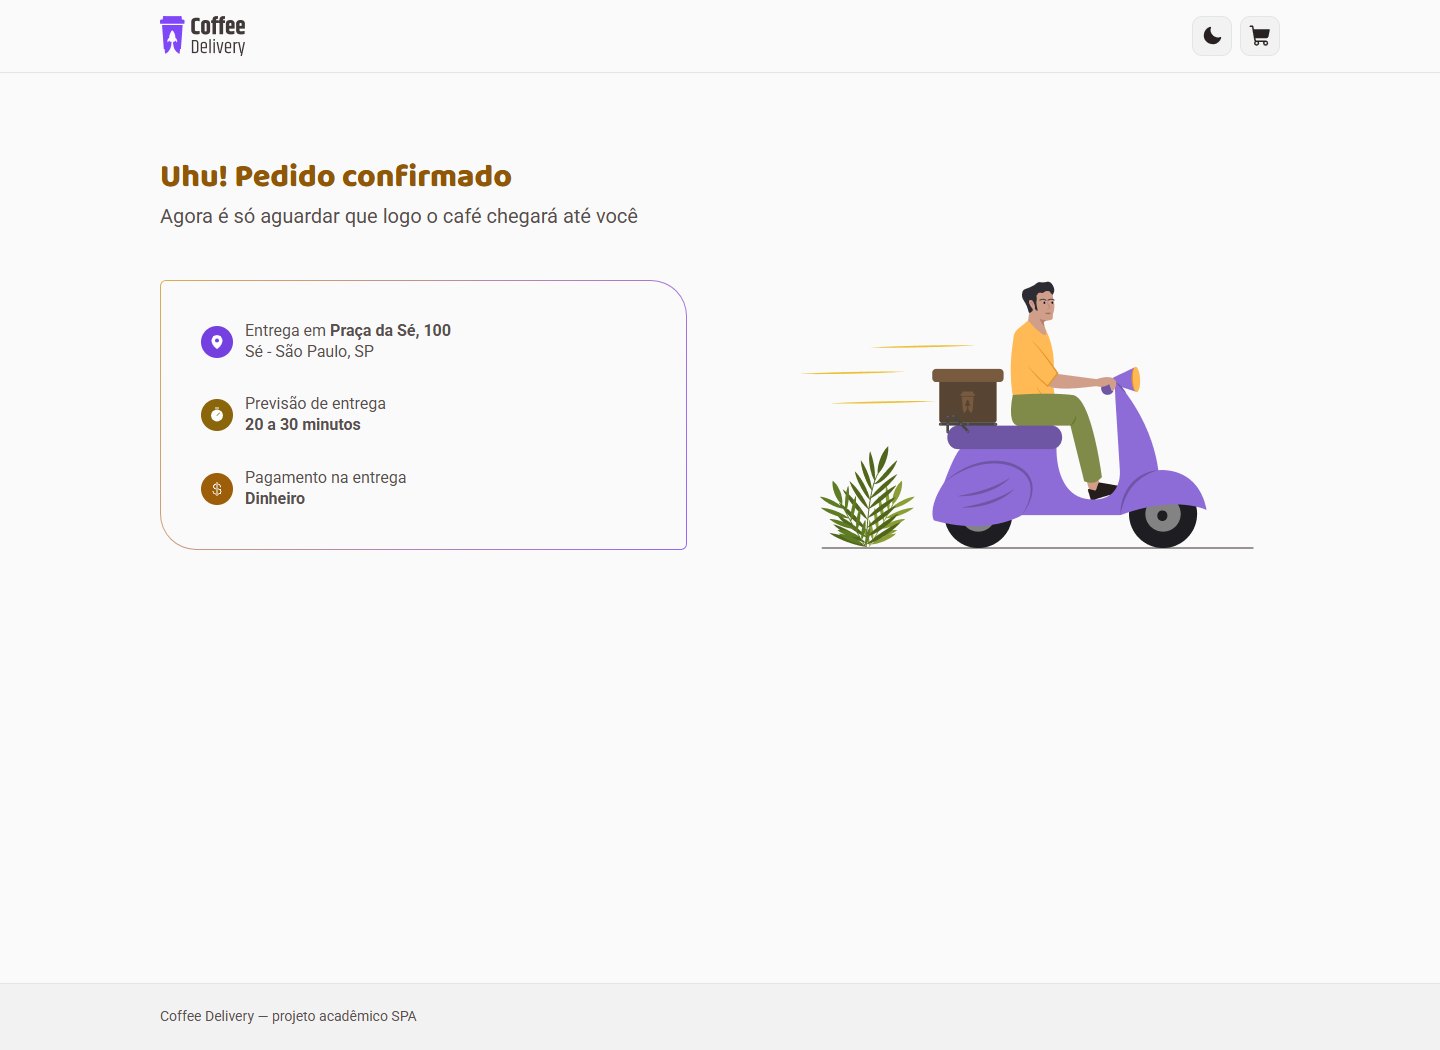 Coffee
Delivery
Uhu! Pedido confirmado
Agora é só aguardar que logo o café chegará até você
Entrega em Praça da Sé, 100
Sé - São Paulo, SP
Previsão de entrega
20 a 30 minutos
Pagamento na entrega
Dinheiro
Coffee Delivery — projeto acadêmico SPA